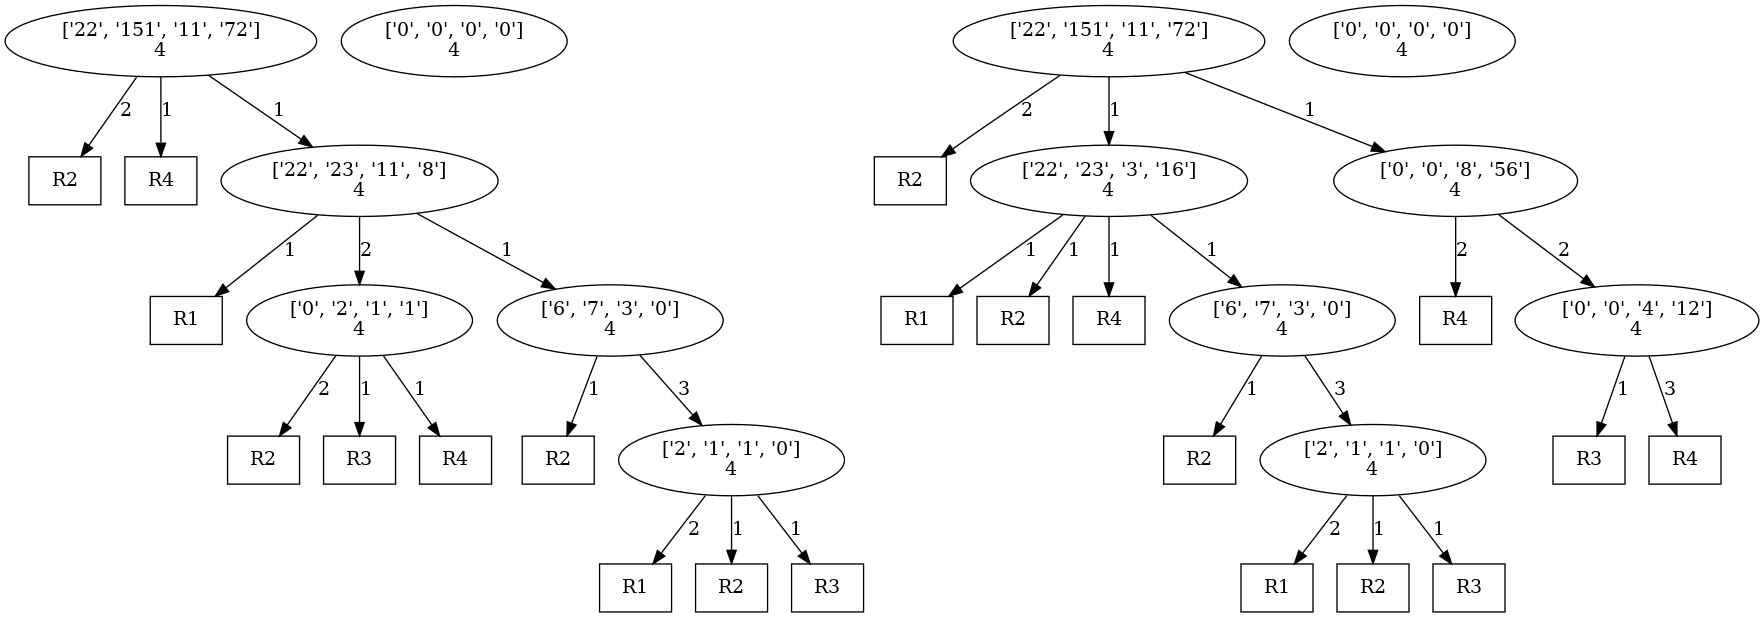 ['22', '151', '11', '72']
4
['0', '0', '0', '0']
4
['22', '151', '11', '72']
4
['0', '0', '0', '0']
4
2
1
1
2
1
1
R2
R4
['22', '23', '11', '8']
4
R2
['22', '23', '3', '16']
4
['0', '0', '8', '56']
4
1
2
1
1
1
1
1
2
2
R1
['0', '2', '1', '1']
4
['6', '7', '3', '0']
4
R1
R2
R4
['6', '7', '3', '0']
4
R4
['0', '0', '4', '12']
4
2
1
1
1
3
1
3
1
3
R2
R3
R4
R2
['2', '1', '1', '0']
4
R2
['2', '1', '1', '0']
4
R3
R4
2
1
1
2
1
1
R1
R2
R3
R1
R2
R3